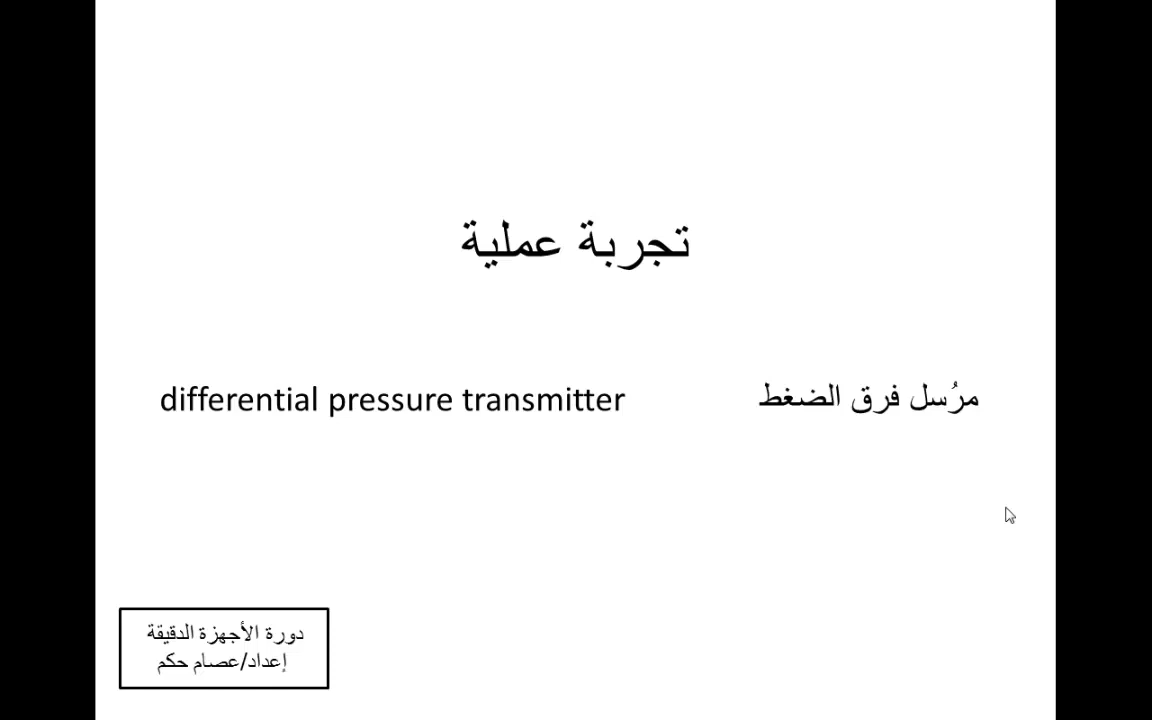 تجربة عملية
مرُسل فرق الضغط
differential pressure transmitter
دورة الأجهزة الدقيقة
إعداد/عصام حكم